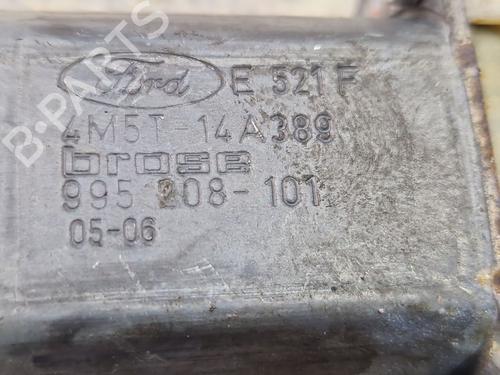 Ford E 521 F
4M5T-14A389
brose
995 208-101
05-06
B-PARTS